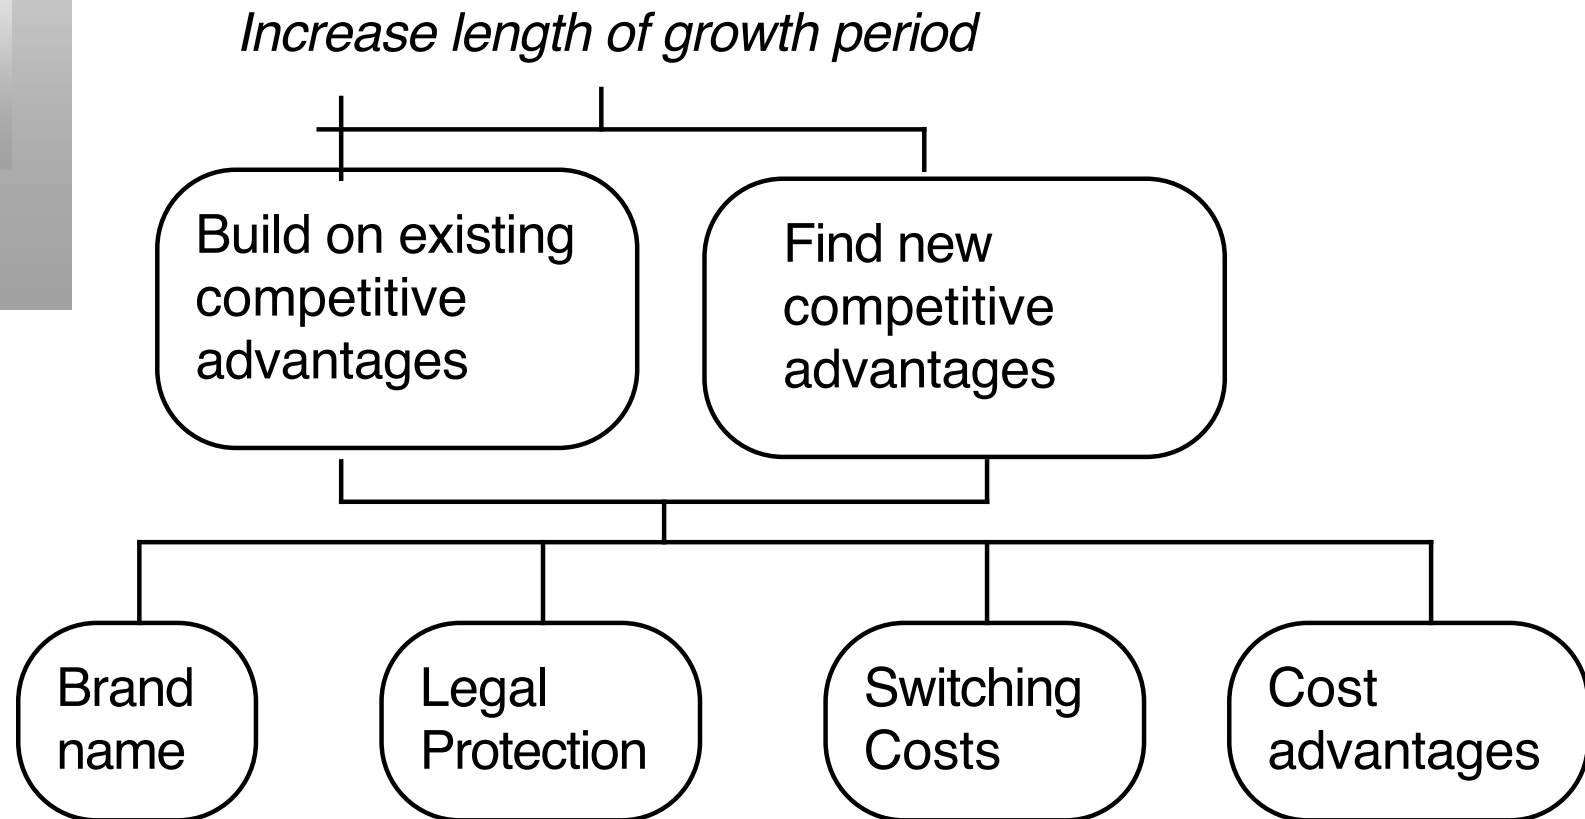 Increase length of growth period
Build on existing
competitive
advantages
Find new
competitive
advantages
Brand
name
Legal
Protection
Switching
Costs
Cost
advantages